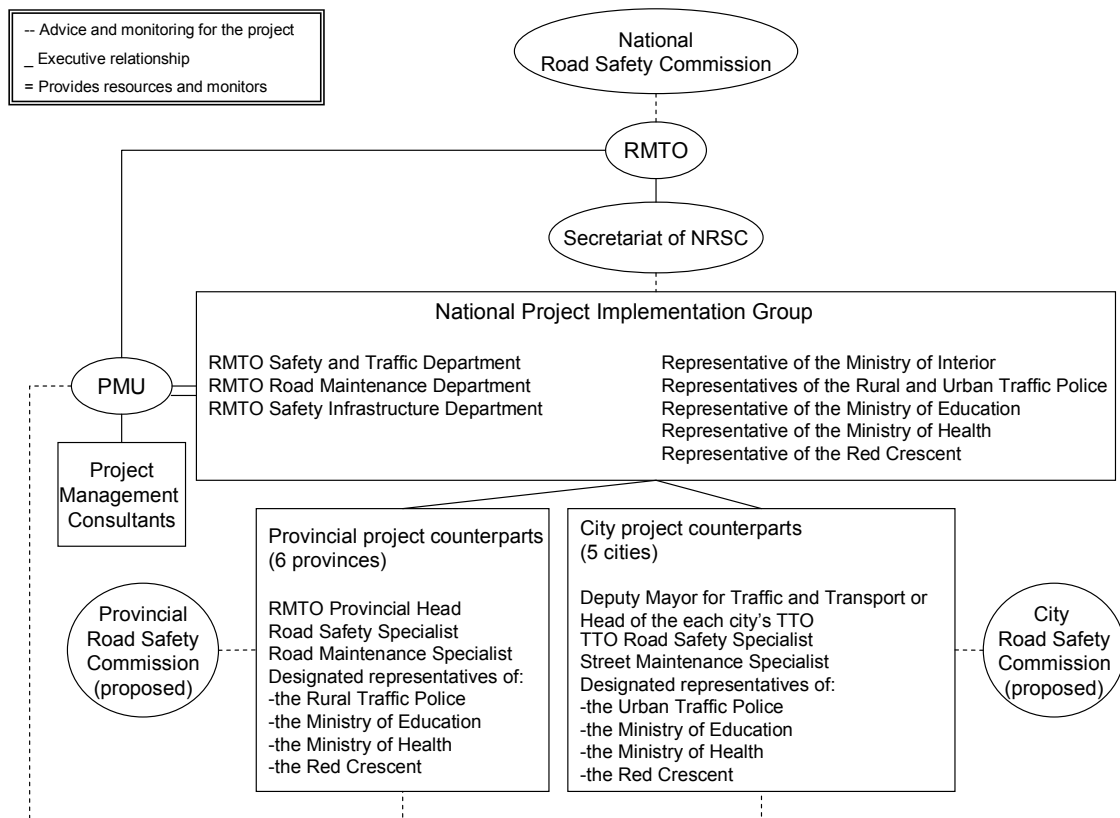 -- Advice and monitoring for the project
_ Executive relationship
= Provides resources and monitors
National
Road Safety Commission
RMTO
Secretariat of NRSC
National Project Implementation Group
RMTO Safety and Traffic Department
RMTO Road Maintenance Department
RMTO Safety Infrastructure Department
Representative of the Ministry of Interior
Representatives of the Rural and Urban Traffic Police
Representative of the Ministry of Education
Representative of the Ministry of Health
Representative of the Red Crescent
PMU
Project
Management
Consultants
Provincial project counterparts
(6 provinces)
RMTO Provincial Head
Road Safety Specialist
Road Maintenance Specialist
Designated representatives of:
-the Rural Traffic Police
-the Ministry of Education
-the Ministry of Health
-the Red Crescent
City project counterparts
(5 cities)
Deputy Mayor for Traffic and Transport or
Head of the each city's TTO
TTO Road Safety Specialist
Street Maintenance Specialist
Designated representatives of:
-the Urban Traffic Police
-the Ministry of Education
-the Ministry of Health
-the Red Crescent
Provincial
Road Safety
Commission
(proposed)
City
Road Safety
Commission
(proposed)